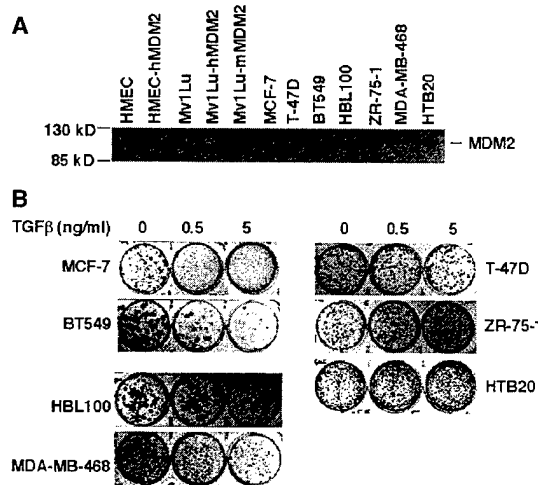 A
HMEC
HMEC-hMDM2
Mv1Lu
Mv1Lu-hMDM2
Mv1Lu-mMDM2
MCF-7
T-47D
BT549
HBL100
ZR-75-1
MDA-MB-468
HTB20
130 kD
85 kD
MDM2
B
TGFβ (ng/ml) 0 0.5 5 0 0.5 5
MCF-7 T-47D
BT549 ZR-75-1
HBL100 HTB20
MDA-MB-468